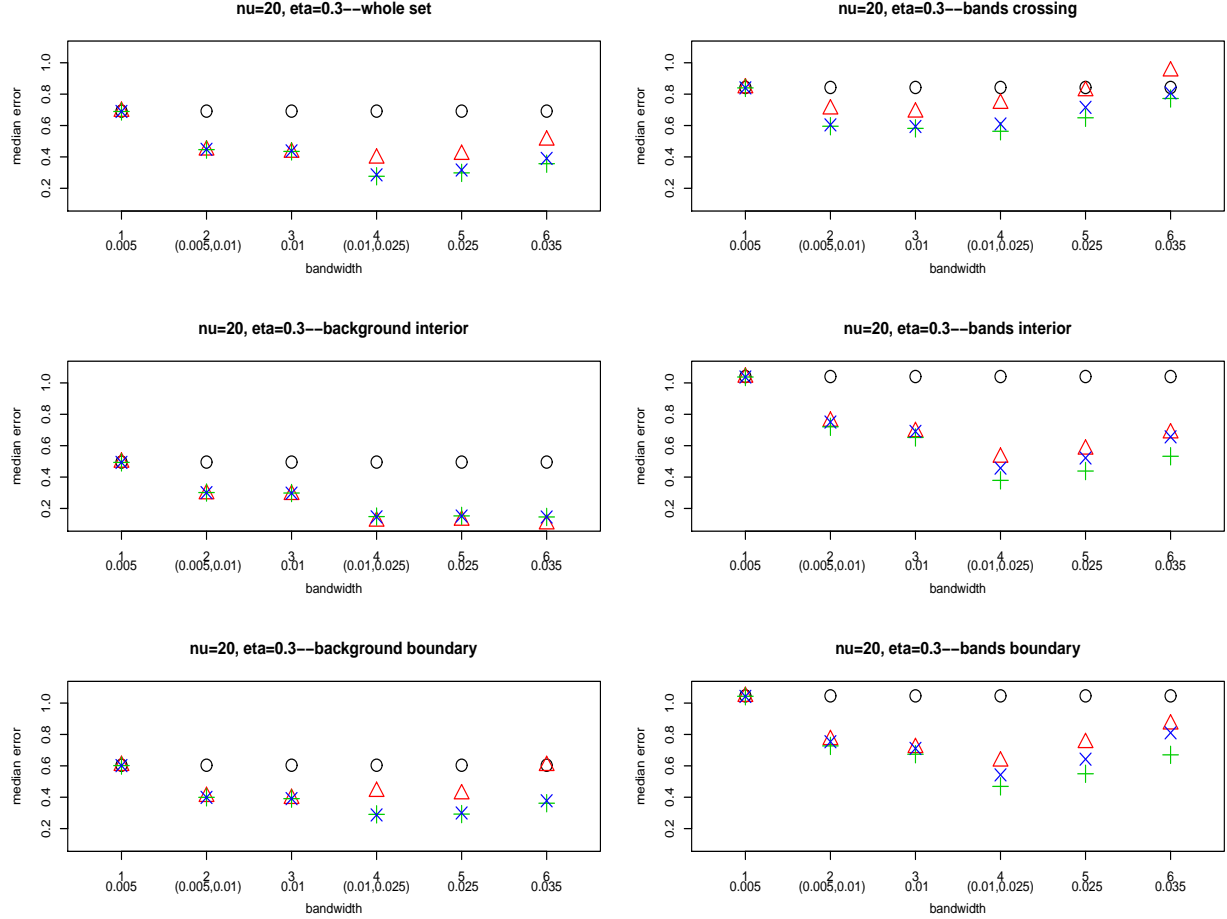 nu=20, eta=0.3−−whole set
median error
1.0
0.8
0.6
0.4
0.2
1 2 3 4 5 6
0.005 (0.005,0.01) 0.01 (0.01,0.025) 0.025 0.035
bandwidth
nu=20, eta=0.3−−bands crossing
median error
1.0
0.8
0.6
0.4
0.2
1 2 3 4 5 6
0.005 (0.005,0.01) 0.01 (0.01,0.025) 0.025 0.035
bandwidth
nu=20, eta=0.3−−background interior
median error
1.0
0.8
0.6
0.4
0.2
1 2 3 4 5 6
0.005 (0.005,0.01) 0.01 (0.01,0.025) 0.025 0.035
bandwidth
nu=20, eta=0.3−−bands interior
median error
1.0
0.8
0.6
0.4
0.2
1 2 3 4 5 6
0.005 (0.005,0.01) 0.01 (0.01,0.025) 0.025 0.035
bandwidth
nu=20, eta=0.3−−background boundary
median error
1.0
0.8
0.6
0.4
0.2
1 2 3 4 5 6
0.005 (0.005,0.01) 0.01 (0.01,0.025) 0.025 0.035
bandwidth
nu=20, eta=0.3−−bands boundary
median error
1.0
0.8
0.6
0.4
0.2
1 2 3 4 5 6
0.005 (0.005,0.01) 0.01 (0.01,0.025) 0.025 0.035
bandwidth